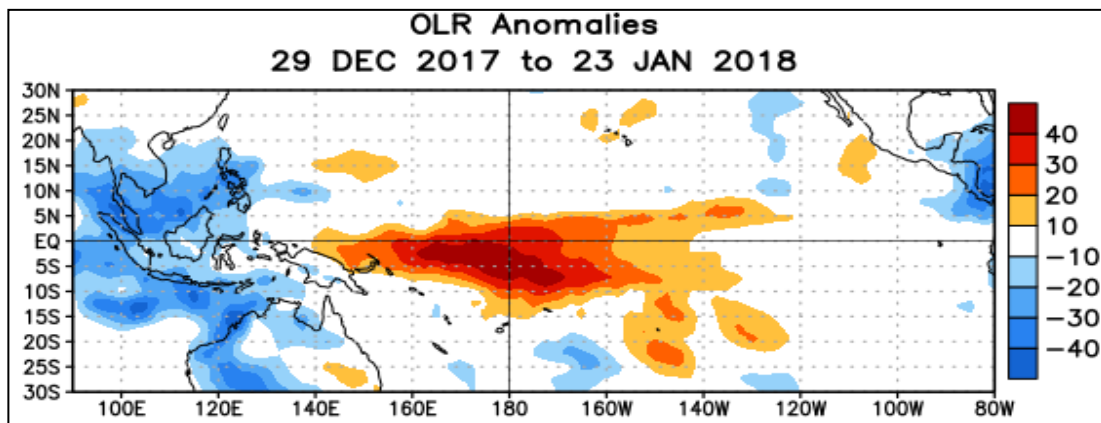 OLR Anomalies
29 DEC 2017 to 23 JAN 2018
30N
25N
20N
15N
10N
5N
EQ
5S
10S
15S
20S
25S
30S
100E 120E 140E 160E 180 160W 140W 120W 100W 80W
40
30
20
10
-10
-20
-30
-40